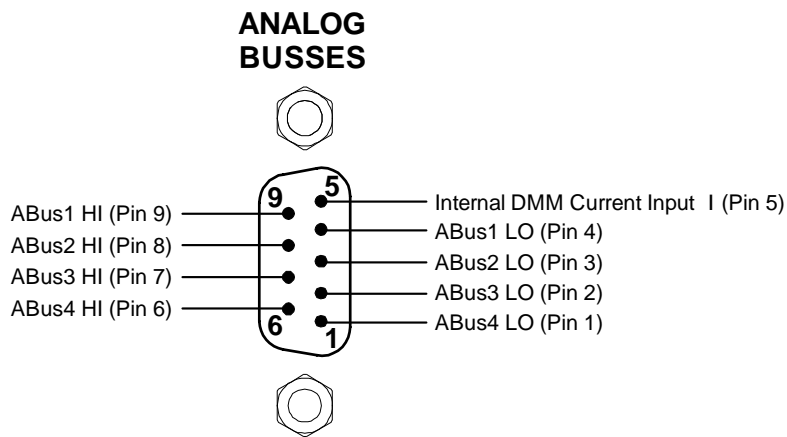 ANALOG
BUSSES
9
5
ABus1 HI (Pin 9)
ABus2 HI (Pin 8)
ABus3 HI (Pin 7)
ABus4 HI (Pin 6)
Internal DMM Current Input I (Pin 5)
ABus1 LO (Pin 4)
ABus2 LO (Pin 3)
ABus3 LO (Pin 2)
ABus4 LO (Pin 1)
6
1